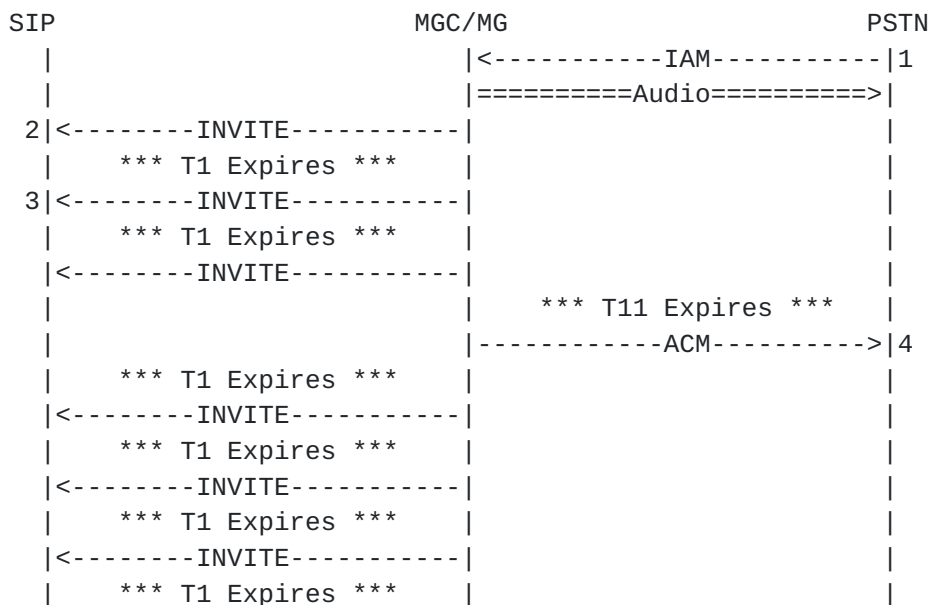 SIP                       MGC/MG                       PSTN
  |                          |<-----------IAM-----------|1
  |                          |==========Audio==========>|
 2|<--------INVITE-----------|                          |
  |    *** T1 Expires ***    |                          |
 3|<--------INVITE-----------|                          |
  |    *** T1 Expires ***    |                          |
  |<--------INVITE-----------|                          |
  |                          |    *** T11 Expires ***   |
  |                          |------------ACM---------->|4
  |    *** T1 Expires ***    |                          |
  |<--------INVITE-----------|                          |
  |    *** T1 Expires ***    |                          |
  |<--------INVITE-----------|                          |
  |    *** T1 Expires ***    |                          |
  |<--------INVITE-----------|                          |
  |    *** T1 Expires ***    |                          |